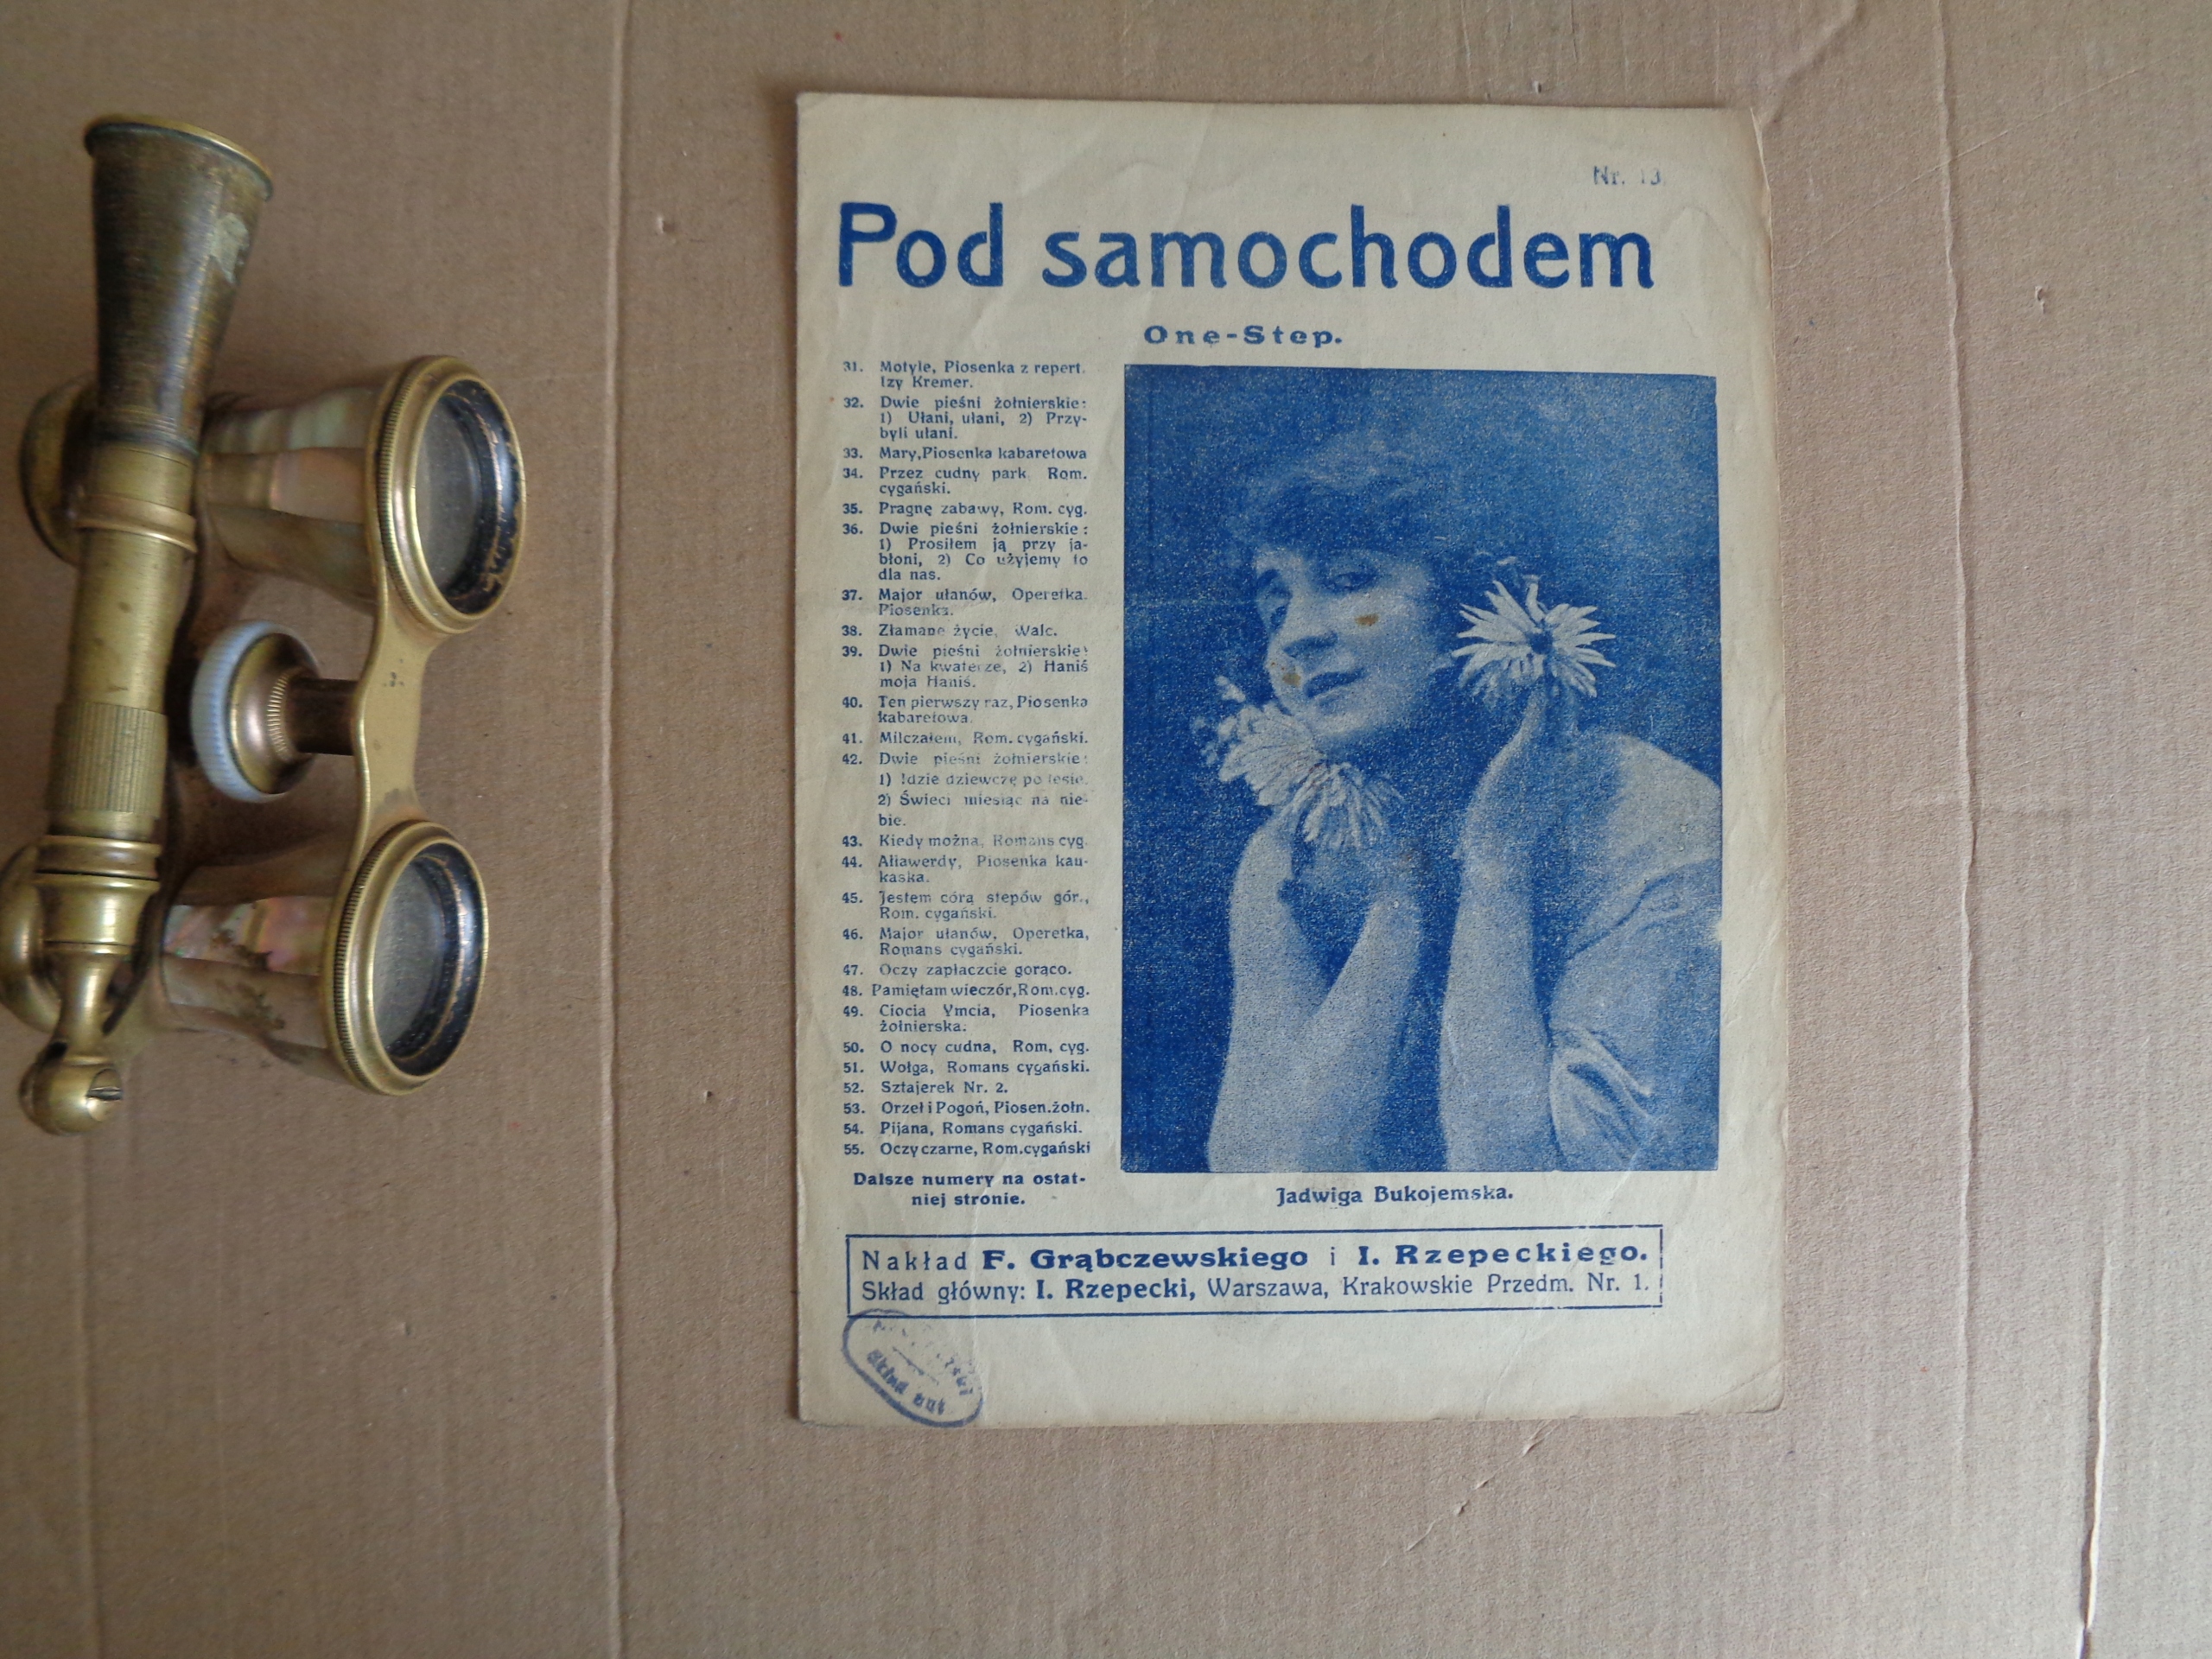 Nr. 13.
Pod samochodem
One-Step.
31. Motyle, Piosenka z repert.
Izy Kremer.
32. Dwie pieśni żołnierskie:
1) Ułani, ułani, 2) Przy-
byli ułani.
33. Mary, Piosenka kabaretowa
34. Przez cudny park Rom.
cygański.
35. Pragnę zabawy, Rom. cyg.
36. Dwie pieśni żołnierskie:
1) Prosiłem ją przy ja-
błoni, 2) Co użyjemy to
dla nas.
37. Major ułanów, Operetka.
Piosenka.
38. Złamane życie, Walc.
39. Dwie pieśni żołnierskie:
1) Na kwaterze, 2) Haniś
moja Haniś.
40. Ten pierwszy raz, Piosenka
kabaretowa.
41. Milczałem, Rom. cygański.
42. Dwie pieśni żołnierskie:
1) Idzie dziewczę po lesie.
2) Świeci miesiąc na nie-
bie.
43. Kiedy można, Romans cyg.
44. Aliawerdy, Piosenka kau-
kaska.
45. Jestem córą stepów gór.,
Rom. cygański.
46. Major ułanów, Operetka,
Romans cygański.
47. Oczy zapłaczcie gorąco.
48. Pamiętam wieczór, Rom. cyg.
49. Ciocia Ymcia, Piosenka
żołnierska.
50. O nocy cudna, Rom. cyg.
51. Wołga, Romans cygański.
52. Sztajerek Nr. 2.
53. Orzeł i Pogoń, Piosen. żołn.
54. Pijana, Romans cygański.
55. Oczy czarne, Rom. cygański
Dalsze numery na ostat-
niej stronie.
Jadwiga Bukojemska.
Nakład F. Grąbczewskiego i I. Rzepeckiego.
Skład główny: I. Rzepecki, Warszawa, Krakowskie Przedm. Nr. 1.
Skład nut